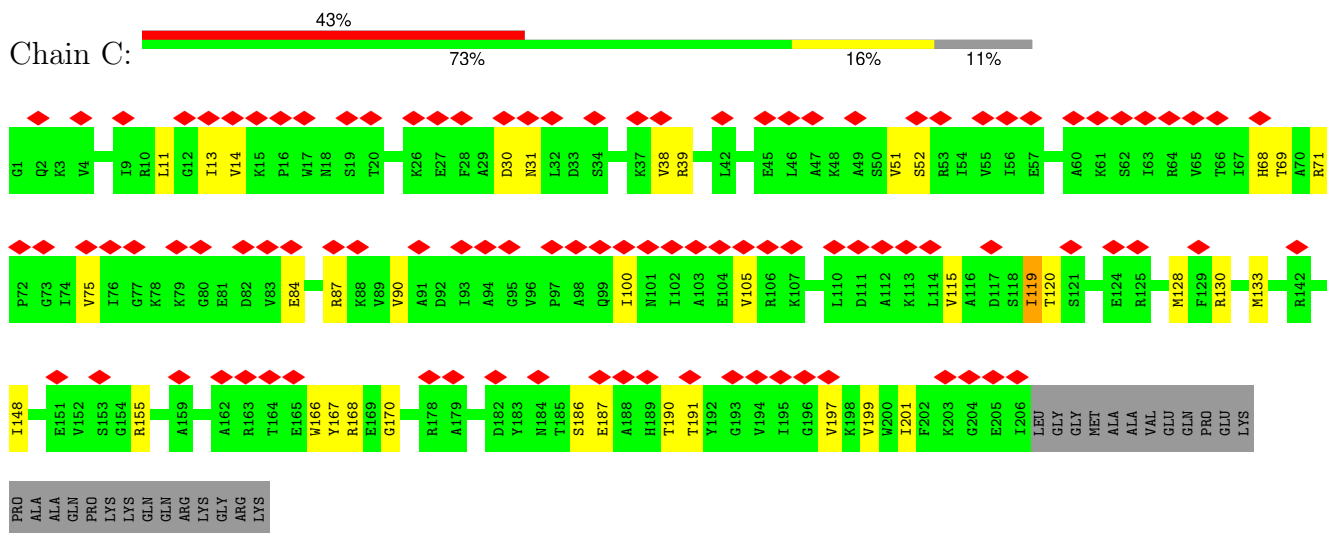 43%
Chain C:
73% 16% 11%
G1 Q2 K3 V4 I9 R10 L11 G12 I13 V14 K15 P16 W17 N18 S19 T20 K26 E27 F28 A29 D30 N31 L32 D33 S34 K37 V38 R39 L42 E45 L46 A47 K48 A49 S50 V51 S52 R53 I54 V55 I66 E57 A60 K61 S62 I63 R64 V65 T66 I67 H68 T69 A70 R71
P72 G73 I74 V75 I76 G77 K78 K79 G80 E81 D82 V83 E84 R87 K88 V89 V90 A91 D92 I93 A94 G95 V96 P97 A98 Q99 I100 N101 I102 A103 E104 V105 R106 K107 L110 D111 A112 K113 L114 V115 A116 D117 S118 I119 T120 S121 E124 R125 M128 F129 R130 M133 R142
I148 E151 V152 S153 G154 R155 A159 A162 R163 T164 E165 W166 Y167 R168 E169 G170 R178 A179 D182 Y183 N184 T185 S186 E187 A188 H189 T190 T191 Y192 G193 V194 I195 G196 V197 K198 V199 W200 I201 F202 K203 G204 E205 I206 LEU GLY GLY MET ALA ALA VAL GLU GLN PRO GLU LYS
PRO ALA ALA GLN PRO LYS LYS GLN GLN ARG LYS GLY ARG LYS